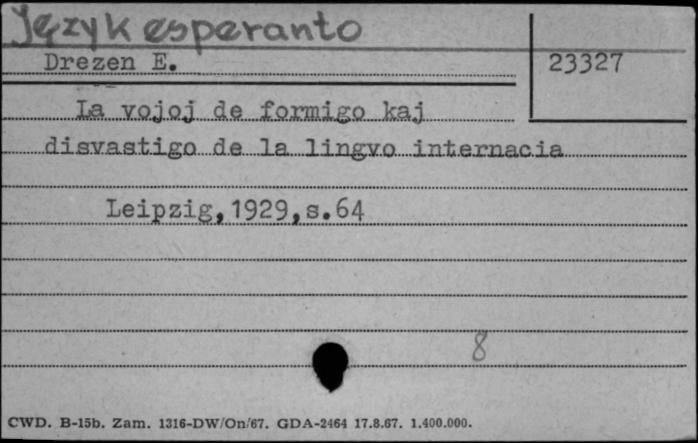 Język esperanto
Drezen E.
23327
La vojoj de formigo kaj
disvastigo de la lingvo internacia
Leipzig,1929,s.64
8
CWD. B-15b. Zam. 1316-DW/On/67. GDA-2464 17.8.67. 1.400.000.